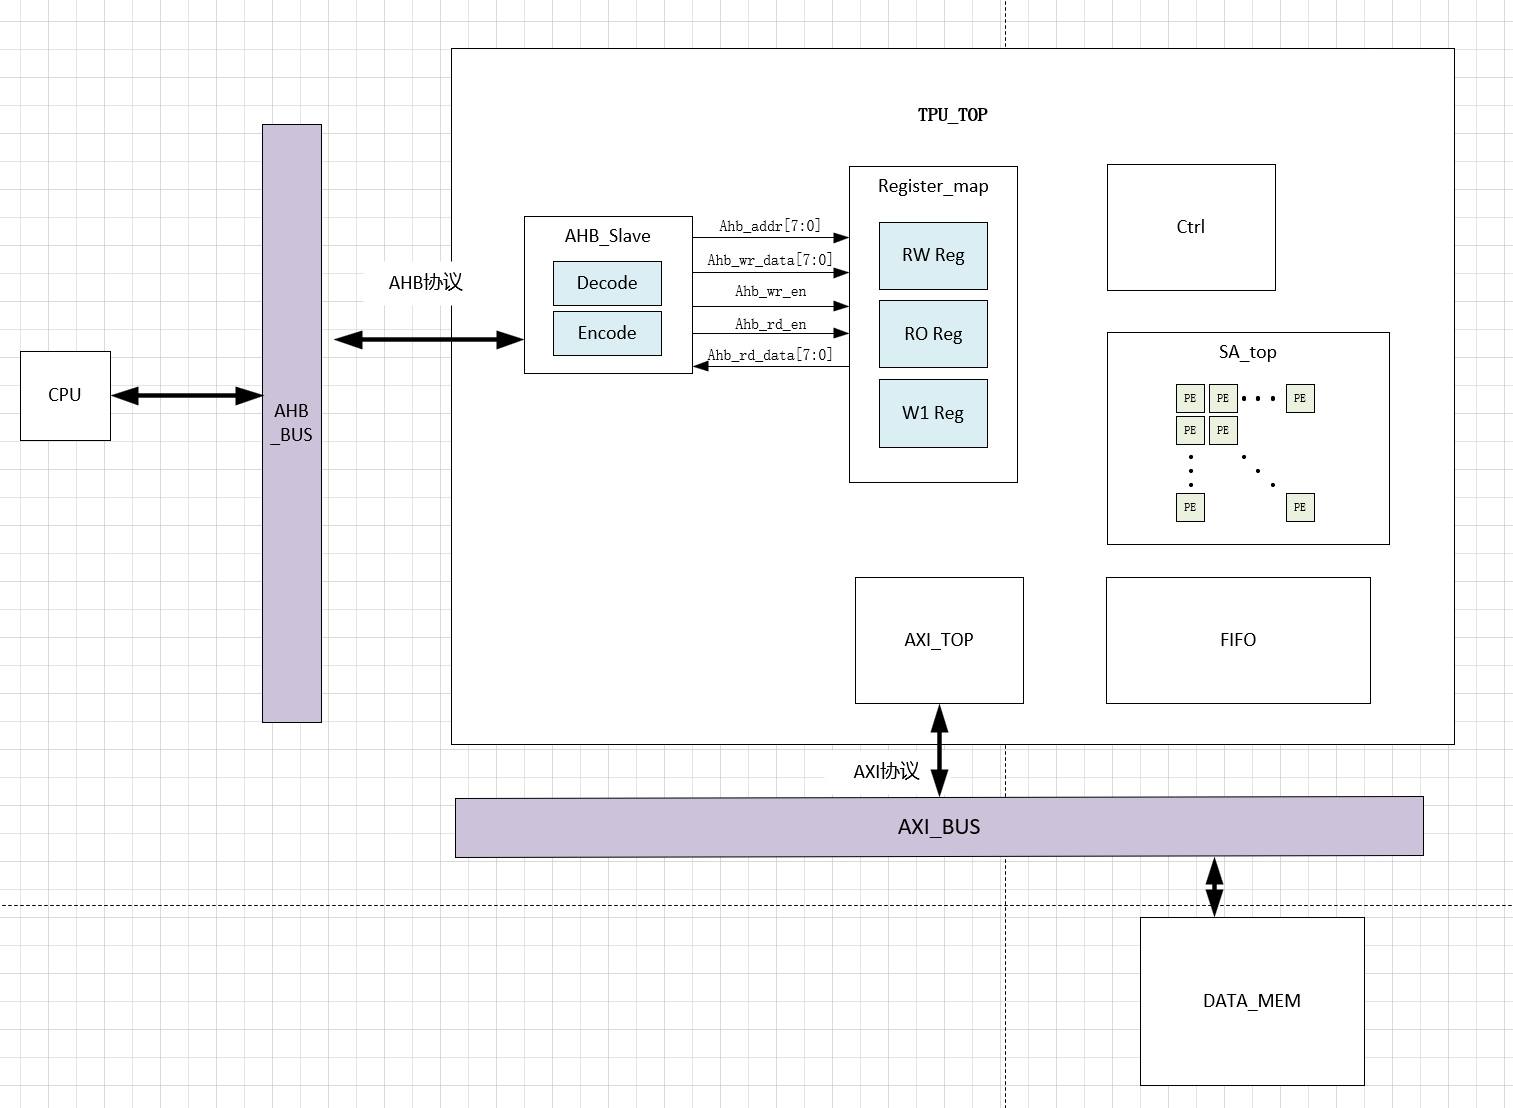 TPU_TOP
Register_map
RW Reg
RO Reg
W1 Reg
Ctrl
AHB_Slave
Decode
Encode
Ahb_addr[7:0]
Ahb_wr_data[7:0]
Ahb_wr_en
Ahb_rd_en
Ahb_rd_data[7:0]
AHB协议
CPU
AHB
_BUS
SA_top
PE PE PE
PE PE
PE PE
AXI_TOP
FIFO
AXI协议
AXI_BUS
DATA_MEM